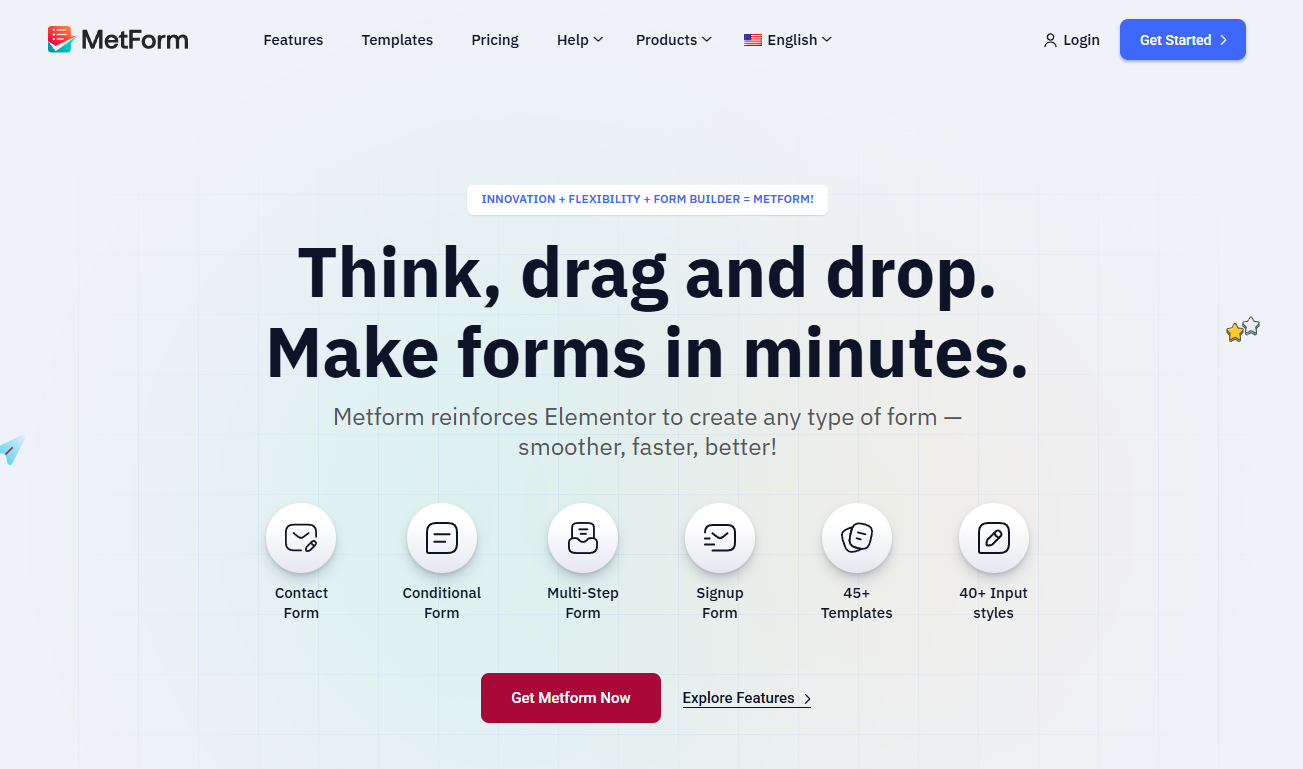 MetForm
Features
Templates
Pricing
Help
Products
English
Login
Get Started
INNOVATION + FLEXIBILITY + FORM BUILDER = METFORM!
Think, drag and drop.
Make forms in minutes.
Metform reinforces Elementor to create any type of form —
smoother, faster, better!
Contact
Form
Conditional
Form
Multi-Step
Form
Signup
Form
45+
Templates
40+ Input
styles
Get Metform Now
Explore Features